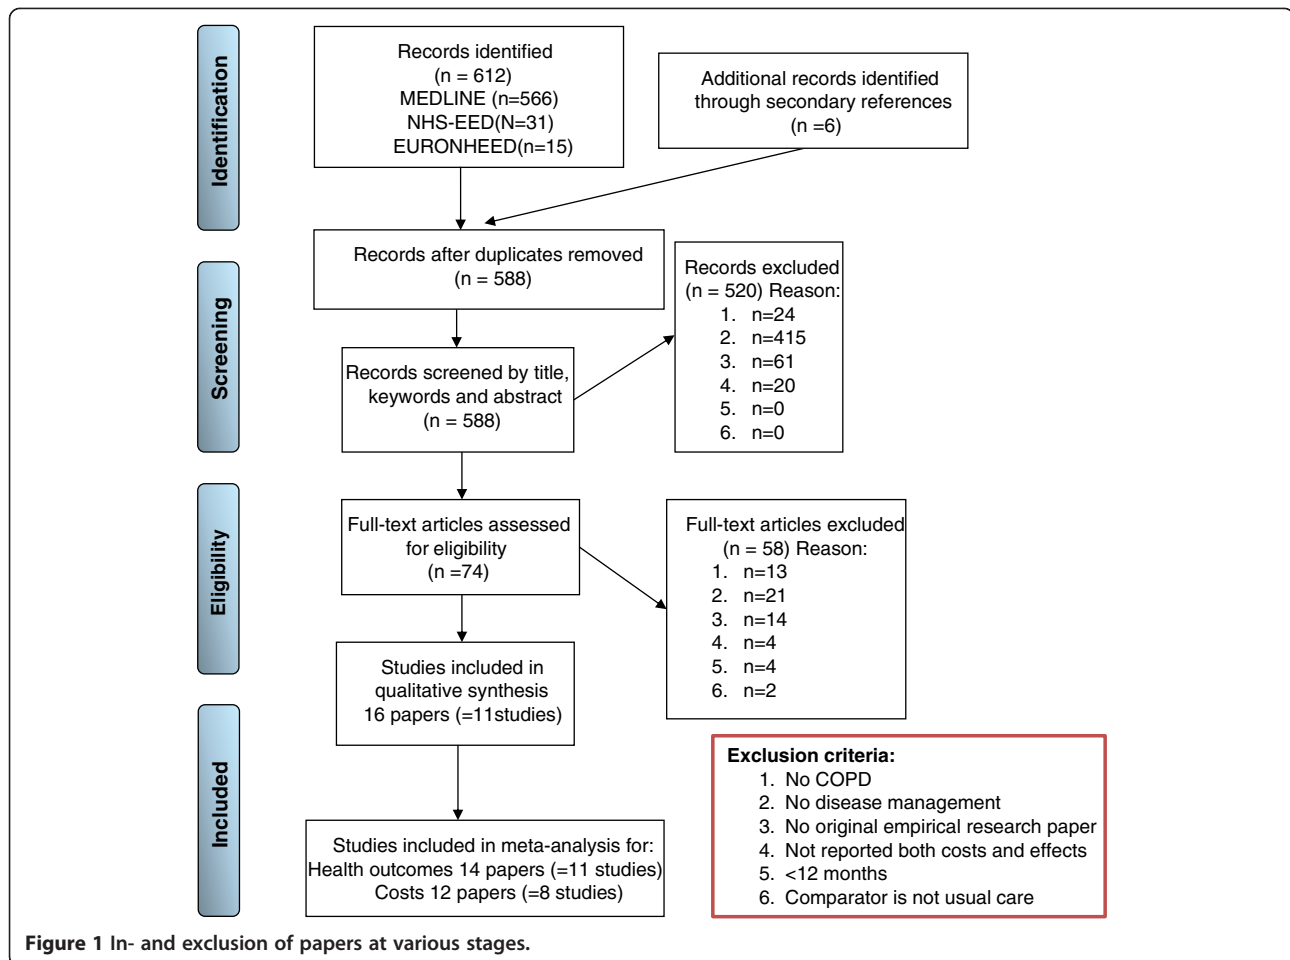 Identification
Records identified
(n = 612)
MEDLINE (n=566)
NHS-EED(N=31)
EURONHEED(n=15)
Additional records identified
through secondary references
(n =6)
Records after duplicates removed
(n = 588)
Screening
Records screened by title,
keywords and abstract
(n = 588)
Records excluded
(n = 520) Reason:
1. n=24
2. n=415
3. n=61
4. n=20
5. n=0
6. n=0
Eligibility
Full-text articles assessed
for eligibility
(n =74)
Full-text articles excluded
(n = 58) Reason:
1. n=13
2. n=21
3. n=14
4. n=4
5. n=4
6. n=2
Studies included in
qualitative synthesis
16 papers (=11studies)
Included
Studies included in meta-analysis for:
Health outcomes 14 papers (=11 studies)
Costs 12 papers (=8 studies)
Exclusion criteria:
1. No COPD
2. No disease management
3. No original empirical research paper
4. Not reported both costs and effects
5. <12 months
6. Comparator is not usual care
Figure 1 In- and exclusion of papers at various stages.